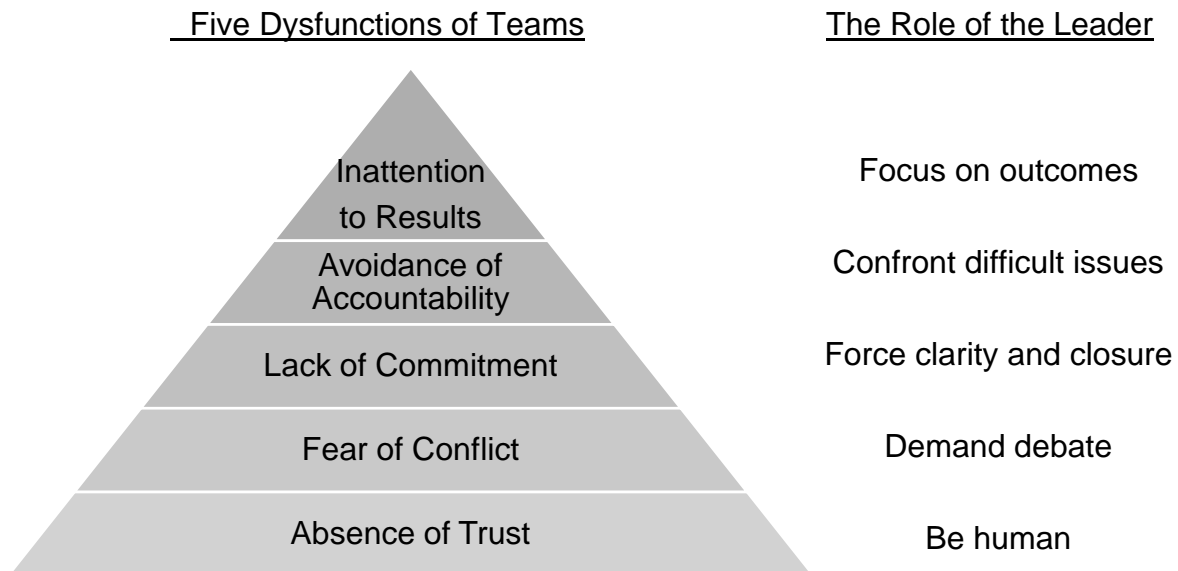 Five Dysfunctions of Teams
The Role of the Leader
Inattention
to Results
Focus on outcomes
Avoidance of
Accountability
Confront difficult issues
Lack of Commitment
Force clarity and closure
Fear of Conflict
Demand debate
Absence of Trust
Be human